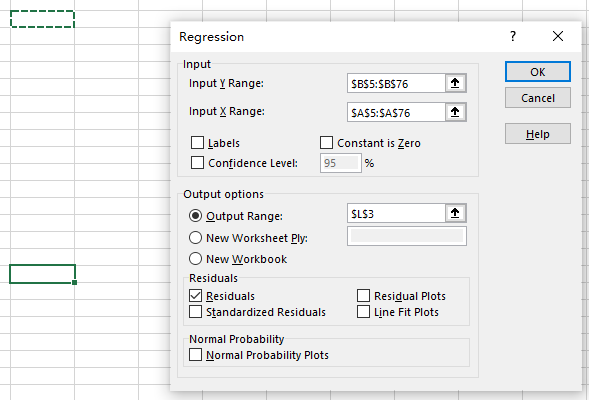 Regression ? ×
Input
Input Y Range: $B$5:$B$76 OK
Input X Range: $A$5:$A$76 Cancel
Labels Constant is Zero Help
Confidence Level: 95 %
Output options
Output Range: $L$3
New Worksheet Ply:
New Workbook
Residuals
Residuals Residual Plots
Standardized Residuals Line Fit Plots
Normal Probability
Normal Probability Plots